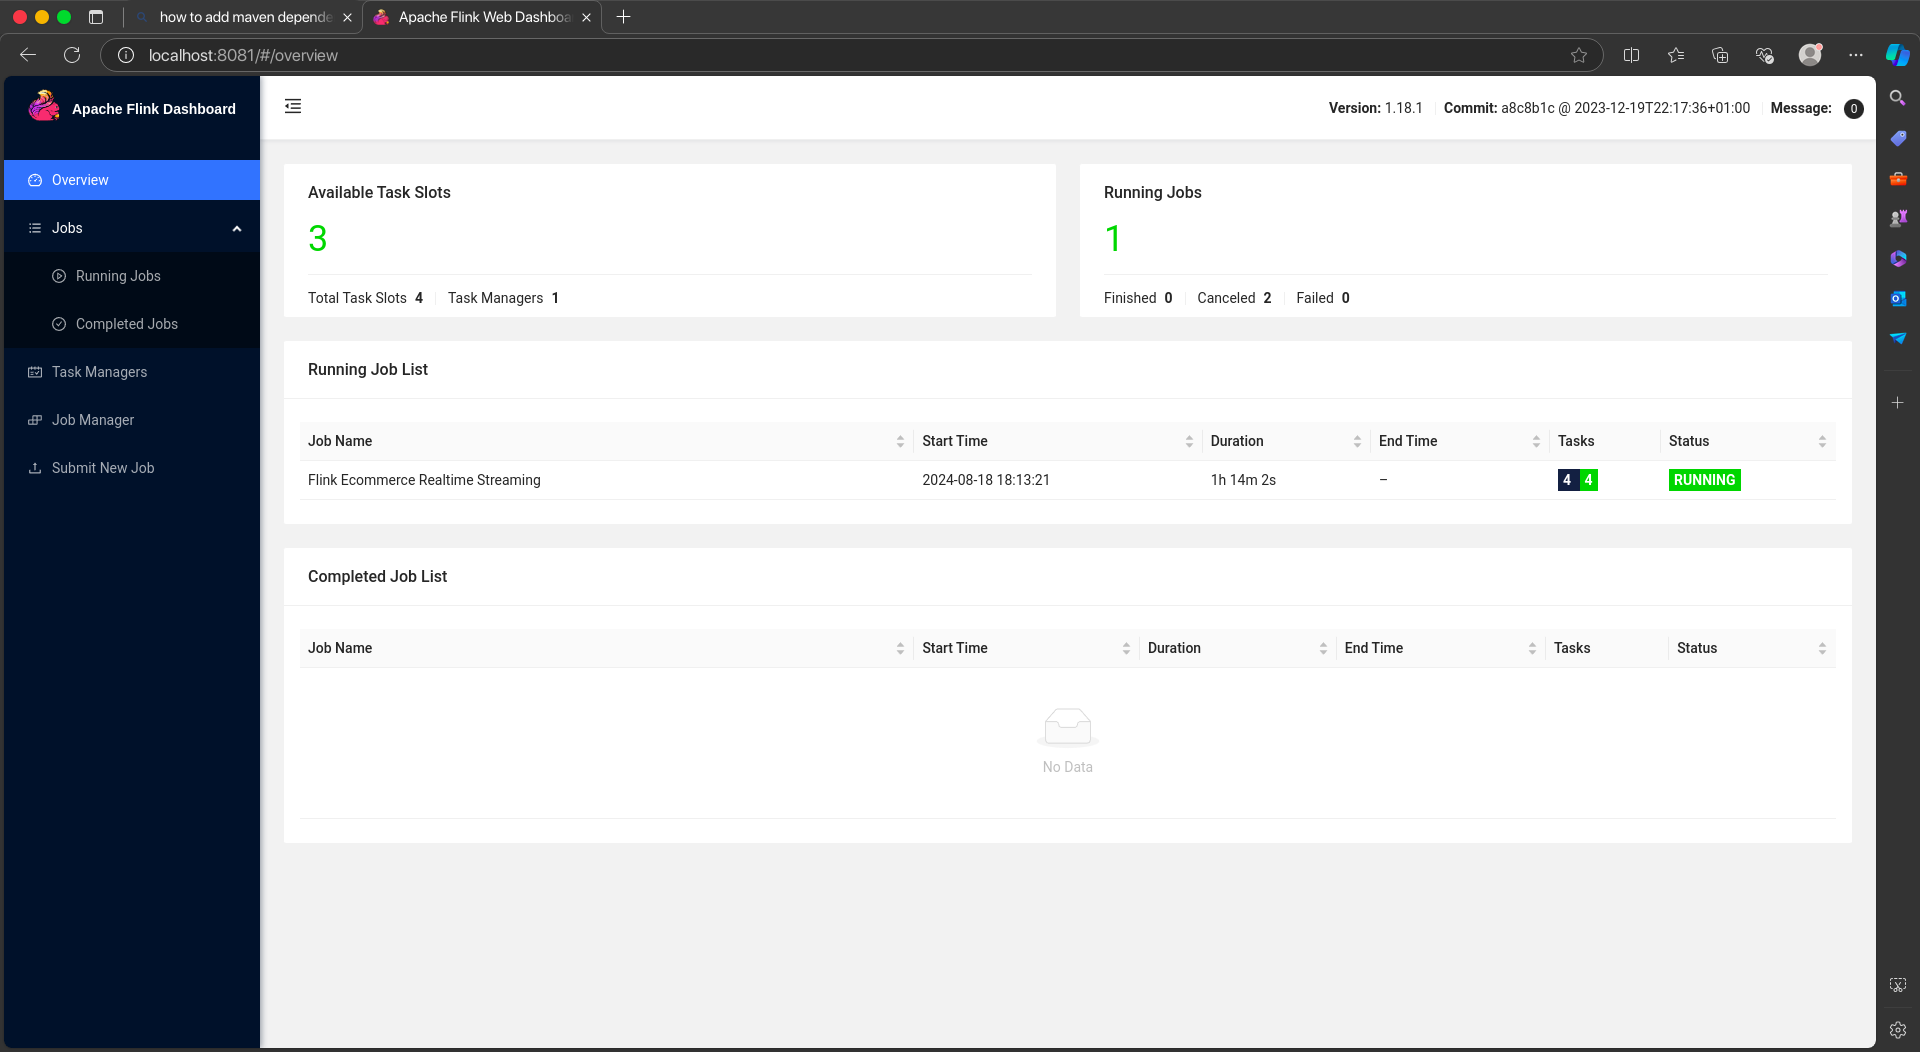 how to add maven depende
Apache Flink Web Dashboa
localhost:8081/#/overview
Apache Flink Dashboard
Version: 1.18.1 Commit: a8c8b1c @ 2023-12-19T22:17:36+01:00 Message: 0
Overview
Jobs
Running Jobs
Completed Jobs
Task Managers
Job Manager
Submit New Job
Available Task Slots
3
Total Task Slots 4 Task Managers 1
Running Jobs
1
Finished 0 Canceled 2 Failed 0
Running Job List
Job Name Start Time Duration End Time Tasks Status
Flink Ecommerce Realtime Streaming 2024-08-18 18:13:21 1h 14m 2s – 4 4 RUNNING
Completed Job List
Job Name Start Time Duration End Time Tasks Status
No Data